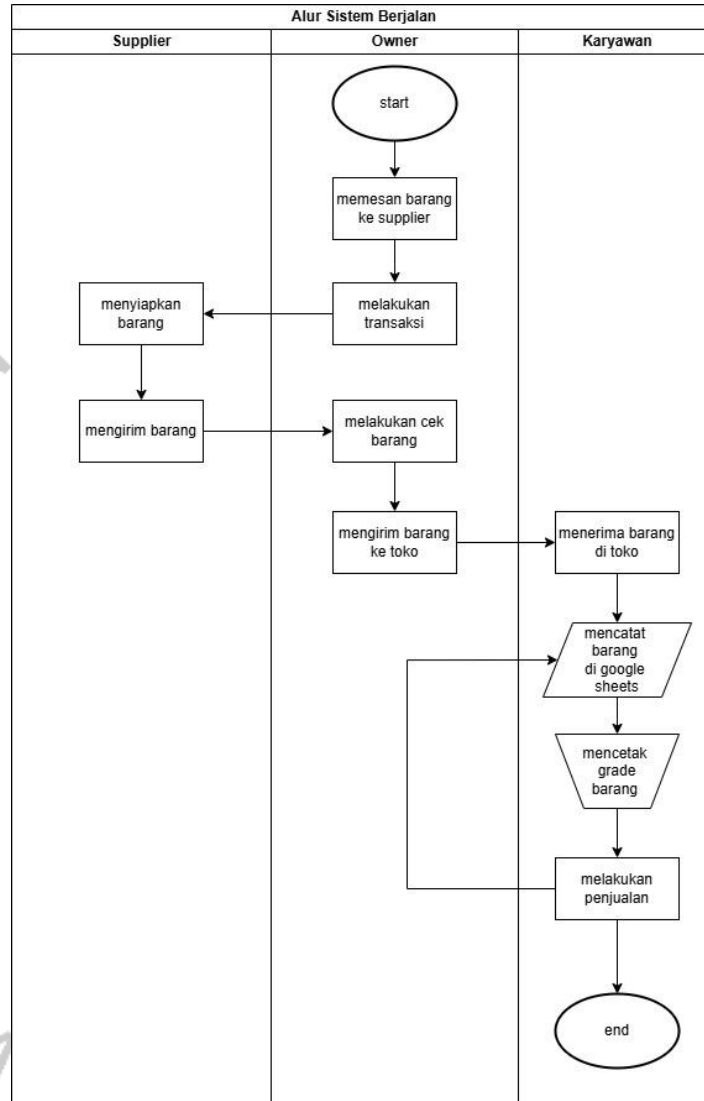 Alur Sistem Berjalan
Supplier
Owner
Karyawan
start
memesan barang
ke supplier
menyiapkan
barang
melakukan
transaksi
mengirim barang
melakukan cek
barang
mengirim barang
ke toko
menerima barang
di toko
mencatat
barang
di google
sheets
mencetak
grade
barang
melakukan
penjualan
end